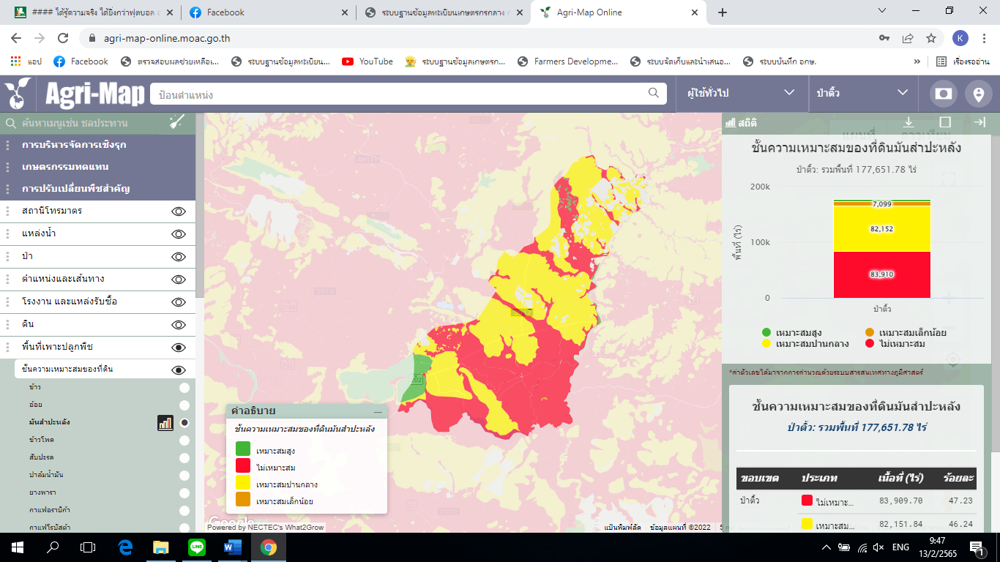 #### ได้รู้ความจริง ได้ยิ่งกว่าฟุตบอล
Facebook
ระบบฐานข้อมูลทะเบียนเกษตรกรกลาง
Agri-Map Online
agri-map-online.moac.go.th
K
แอป
Facebook
ตรวจสอบผลช่วยเหลือเ...
ระบบฐานข้อมูลทะเบียน...
YouTube
ระบบฐานข้อมูลเกษตรก...
Farmers Developme...
ระบบจัดเก็บและนำเสนอ...
ระบบบันทึก อกษ.
»
เรื่องรออ่าน
Agri-Map
ป้อนตำแหน่ง
ผู้ใช้ทั่วไป
ป่าติ้ว
ค้นหาเมนูเช่น ชลประทาน
การบริหารจัดการเชิงรุก
เกษตรกรรมทดแทน
การปรับเปลี่ยนพืชสำคัญ
สถานีโทรมาตร
แหล่งน้ำ
ป่า
ตำแหน่งและเส้นทาง
โรงงาน และแหล่งรับซื้อ
ดิน
พื้นที่เพาะปลูกพืช
ชั้นความเหมาะสมของที่ดิน
ข้าว
อ้อย
มันสำปะหลัง
ข้าวโพด
สับปะรด
ปาล์มน้ำมัน
ยางพารา
กาแฟอราบิก้า
กาแฟโรบัสต้า
คำอธิบาย
ชั้นความเหมาะสมของที่ดินมันสำปะหลัง
เหมาะสมสูง
ไม่เหมาะสม
เหมาะสมปานกลาง
เหมาะสมเล็กน้อย
Google
Powered by NECTEC's What2Grow
แป้นพิมพ์ลัด
ข้อมูลแผนที่ ©2022
สถิติ
ชั้นความเหมาะสมของที่ดินมันสำปะหลัง
ป่าติ้ว: รวมพื้นที่ 177,651.78 ไร่
200k
100k
0
พื้นที่ (ไร่)
7,099
82,152
83,910
ป่าติ้ว
เหมาะสมสูง
เหมาะสมเล็กน้อย
เหมาะสมปานกลาง
ไม่เหมาะสม
*ค่าตัวเลขได้มาจากการคำนวณด้วยระบบสารสนเทศทางภูมิศาสตร์
ชั้นความเหมาะสมของที่ดินมันสำปะหลัง
ป่าติ้ว: รวมพื้นที่ 177,651.78 ไร่
ขอบเขต ประเภท เนื้อที่ (ไร่) ร้อยละ
ป่าติ้ว ไม่เหมาะ... 83,909.70 47.23
เหมาะสม... 82,151.84 46.24
ENG
9:47
13/2/2565
1